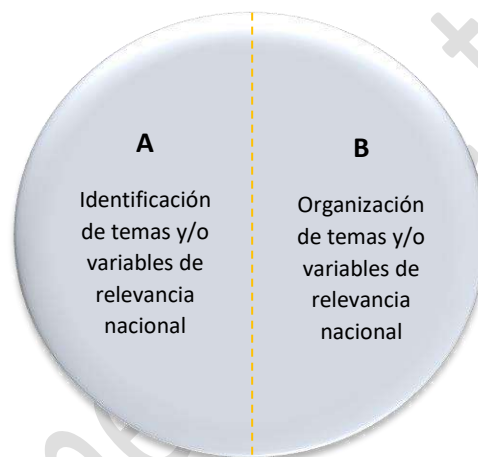 A
Identificación
de temas y/o
variables de
relevancia
nacional
B
Organización
de temas y/o
variables de
relevancia
nacional